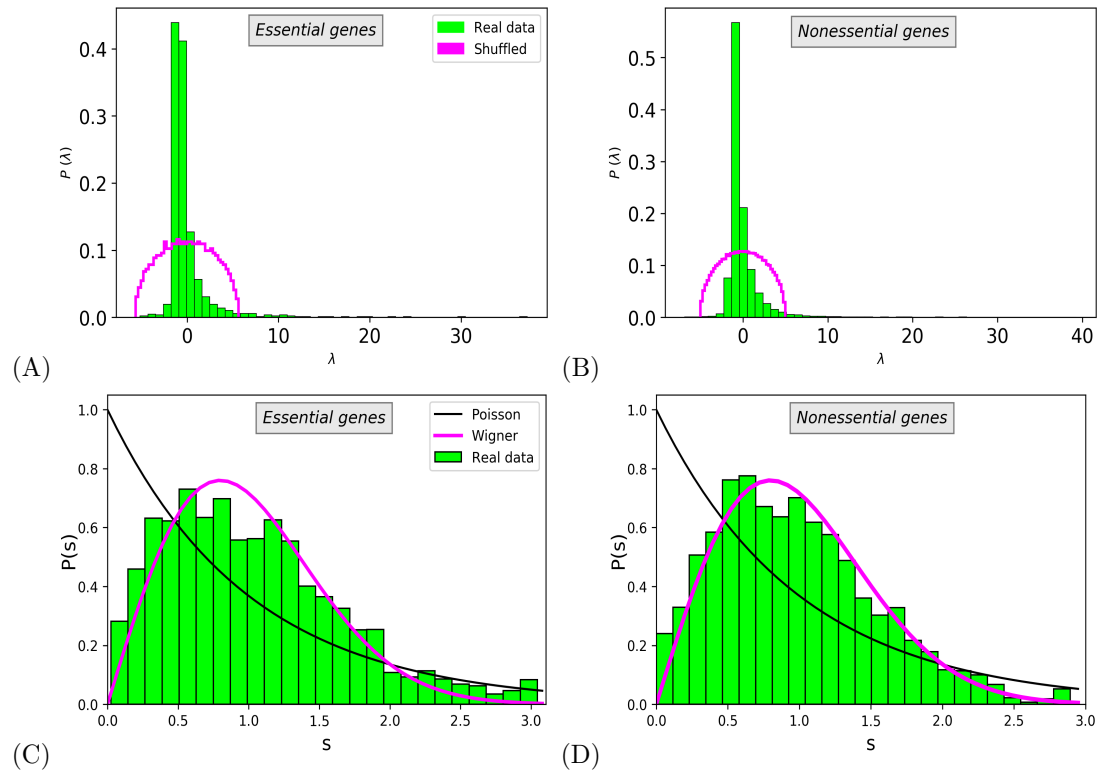 Essential genes
Real data
Shuffled
0.4
0.3
0.2
0.1
0.0
P (λ)
0 10 20 30
λ
(A)
Nonessential genes
0.5
0.4
0.3
0.2
0.1
0.0
P (λ)
0 10 20 30 40
λ
(B)
Essential genes
Poisson
Wigner
Real data
1.0
0.8
0.6
0.4
0.2
0.0
P(s)
0.0 0.5 1.0 1.5 2.0 2.5 3.0
s
(C)
Nonessential genes
1.0
0.8
0.6
0.4
0.2
0.0
P(s)
0.0 0.5 1.0 1.5 2.0 2.5 3.0
s
(D)